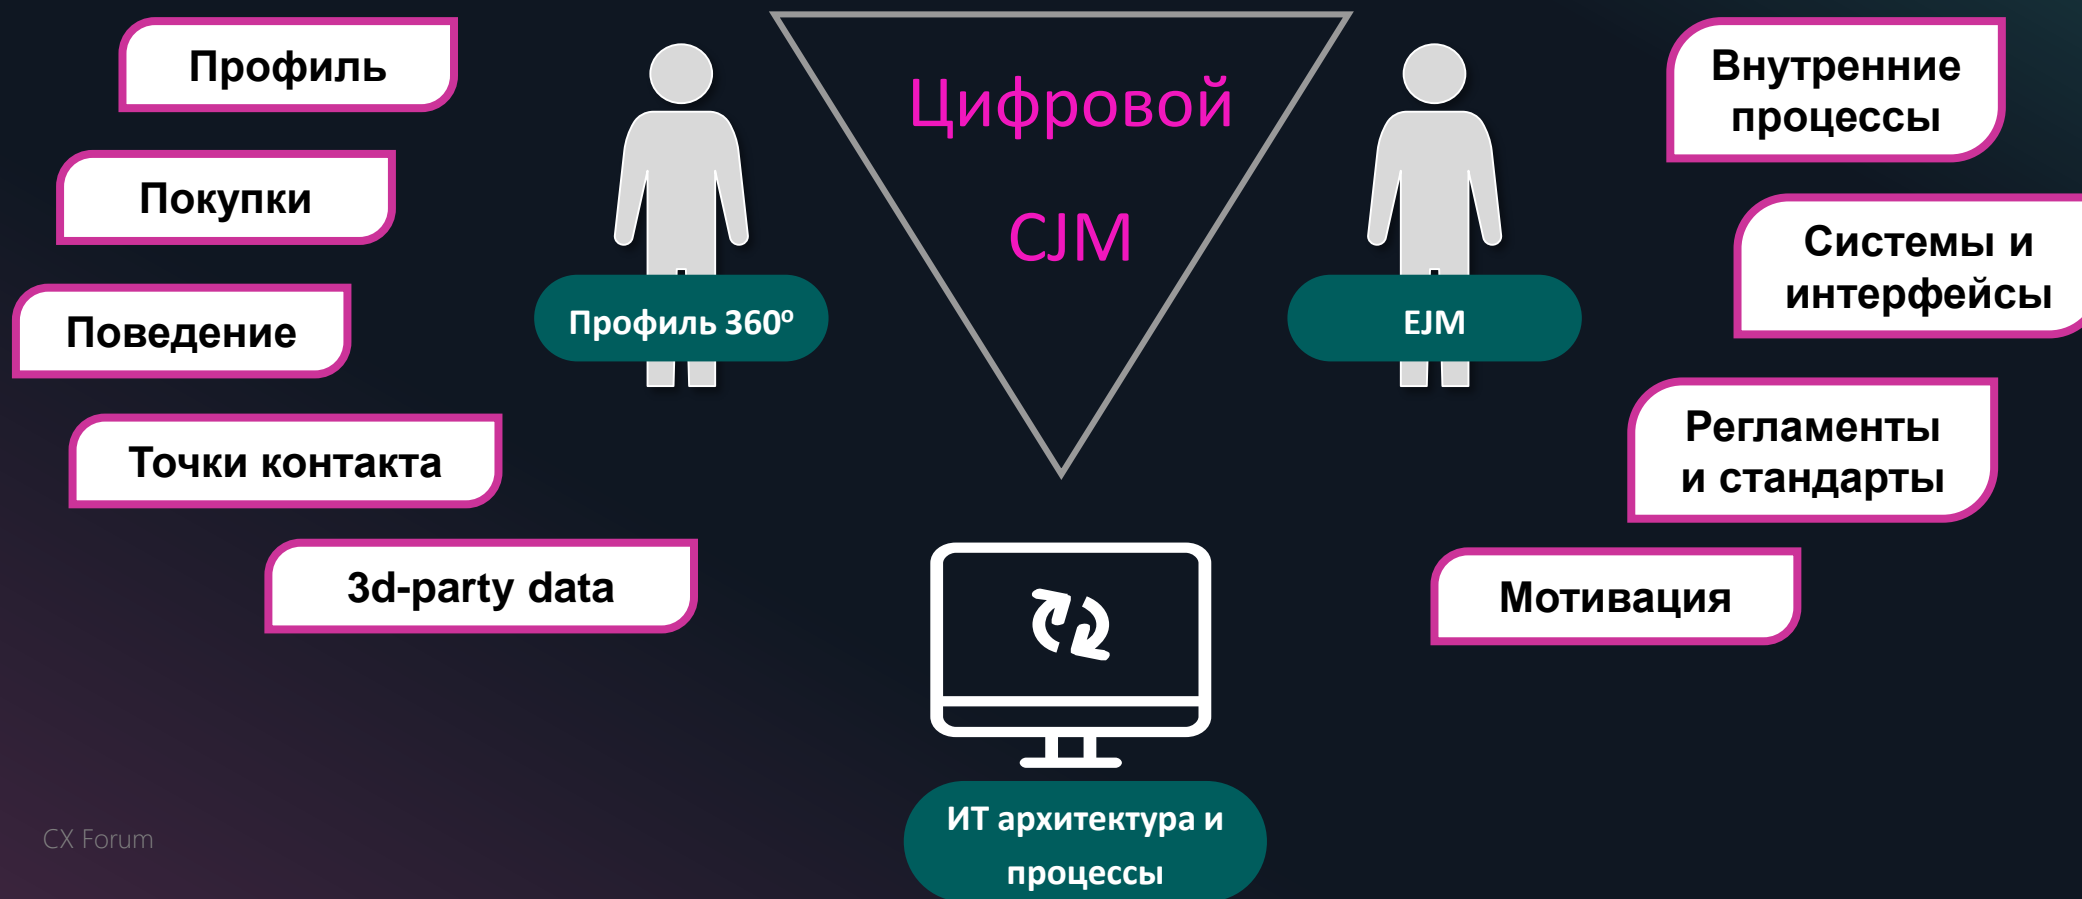 Профиль
Покупки
Поведение
Точки контакта
3d-party data
Профиль 360º
Цифровой
CJM
EJM
Внутренние
процессы
Системы и
интерфейсы
Регламенты
и стандарты
Мотивация
ИТ архитектура и
процессы
CX Forum